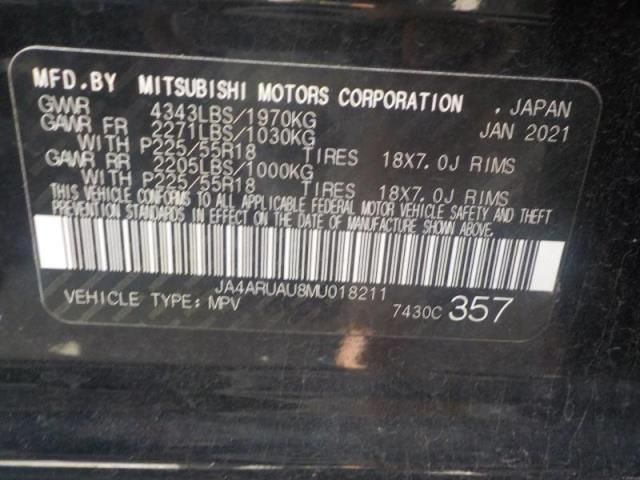 MFD.BY MITSUBISHI MOTORS CORPORATION , JAPAN
GVWR 4343LBS/1970KG JAN 2021
GAWR FR 2271LBS/1030KG
WITH P225/55R18 TIRES 18X7.0J RIMS
GAWR RR 2205LBS/1000KG
WITH P225/55R18 TIRES 18X7.0J RIMS
THIS VEHICLE CONFORMS TO ALL APPLICABLE FEDERAL MOTOR VEHICLE SAFETY AND THEFT
PREVENTION STANDARDS IN EFFECT ON THE DATE OF MANUFACTURE SHOWN ABOVE.
JA4ARUAU8MU018211
VEHICLE TYPE: MPV 7430C 357